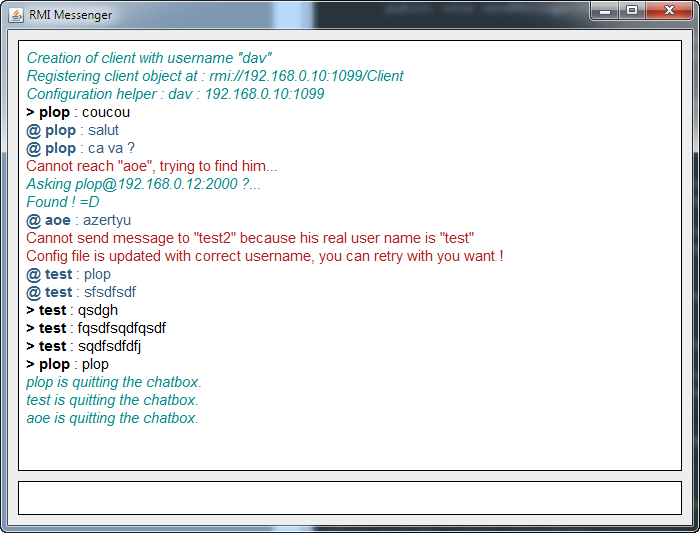 RMI Messenger
Creation of client with username "dav"
Registering client object at : rmi://192.168.0.10:1099/Client
Configuration helper : dav : 192.168.0.10:1099
> plop : coucou
@ plop : salut
@ plop : ca va ?
Cannot reach "aoe", trying to find him...
Asking plop@192.168.0.12:2000 ?...
Found ! =D
@ aoe : azertyu
Cannot send message to "test2" because his real user name is "test"
Config file is updated with correct username, you can retry with you want !
@ test : plop
@ test : sfsdfsdf
> test : qsdgh
> test : fqsdfsqdfqsdf
> test : sqdfsdfdfj
> plop : plop
plop is quitting the chatbox.
test is quitting the chatbox.
aoe is quitting the chatbox.